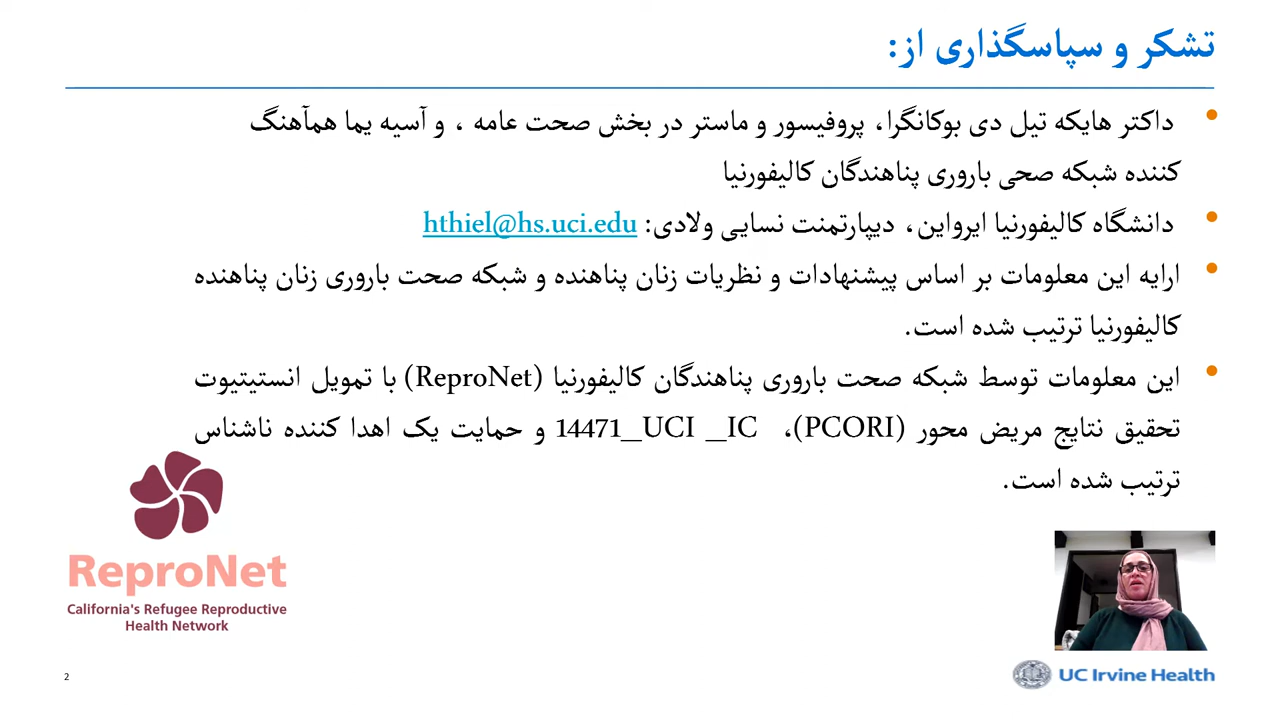 تشکر و سپاسگذاری از:
داکتر هایکه تیل دی بوکانگرا، پروفیسور و ماستر در بخش صحت عامه ، و آسیه یما همآهنگ
کننده شبکه صحی باروری پناهندگان کالیفورنیا
دانشگاه کالیفورنیا ایرواین، دیپارتمنت نسایی ولادی: hthiel@hs.uci.edu
ارایه این معلومات بر اساس پیشنهادات و نظریات زنان پناهنده و شبکه صحت باروری زنان پناهنده
کالیفورنیا ترتیب شده است.
این معلومات توسط شبکه صحت باروری پناهندگان کالیفورنیا (ReproNet) با تمویل انستیتیوت
تحقیق نتایج مریض محور (PCORI)، 14471_UCI _IC و حمایت یک اهدا کننده ناشناس
ترتیب شده است.
ReproNet
California's Refugee Reproductive
Health Network
2
UC Irvine Health